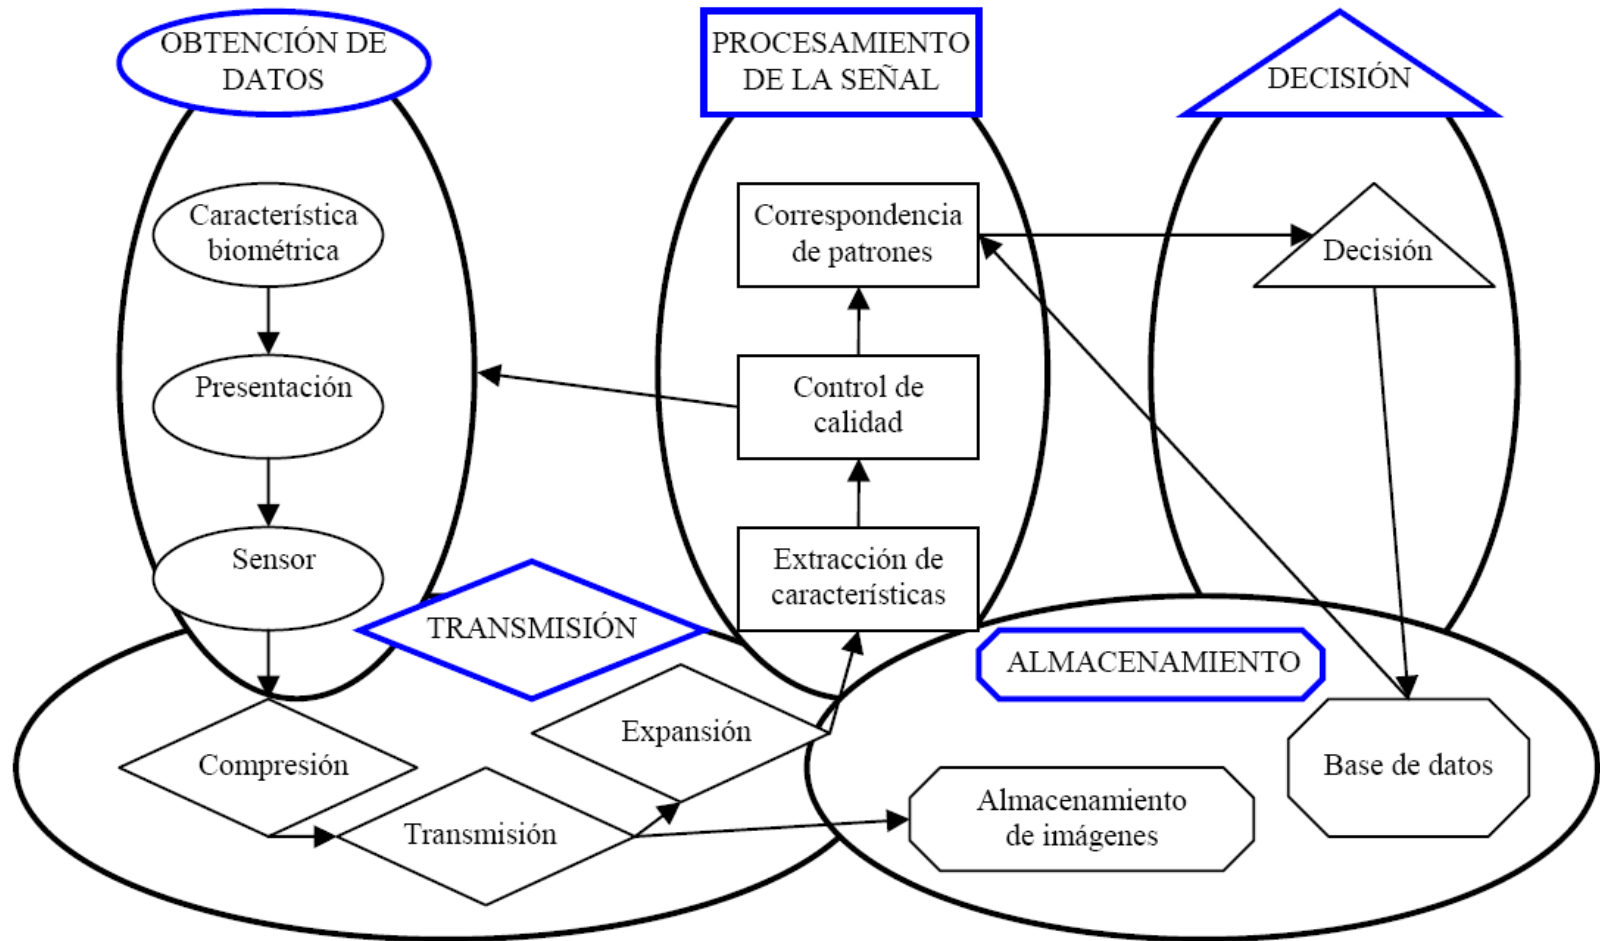 OBTENCIÓN DE
DATOS
PROCESAMIENTO
DE LA SEÑAL
DECISIÓN
Característica
biométrica
Correspondencia
de patrones
Decisión
Presentación
Control de
calidad
Sensor
Extracción de
características
TRANSMISIÓN
ALMACENAMIENTO
Expansión
Compresión
Base de datos
Transmisión
Almacenamiento
de imágenes